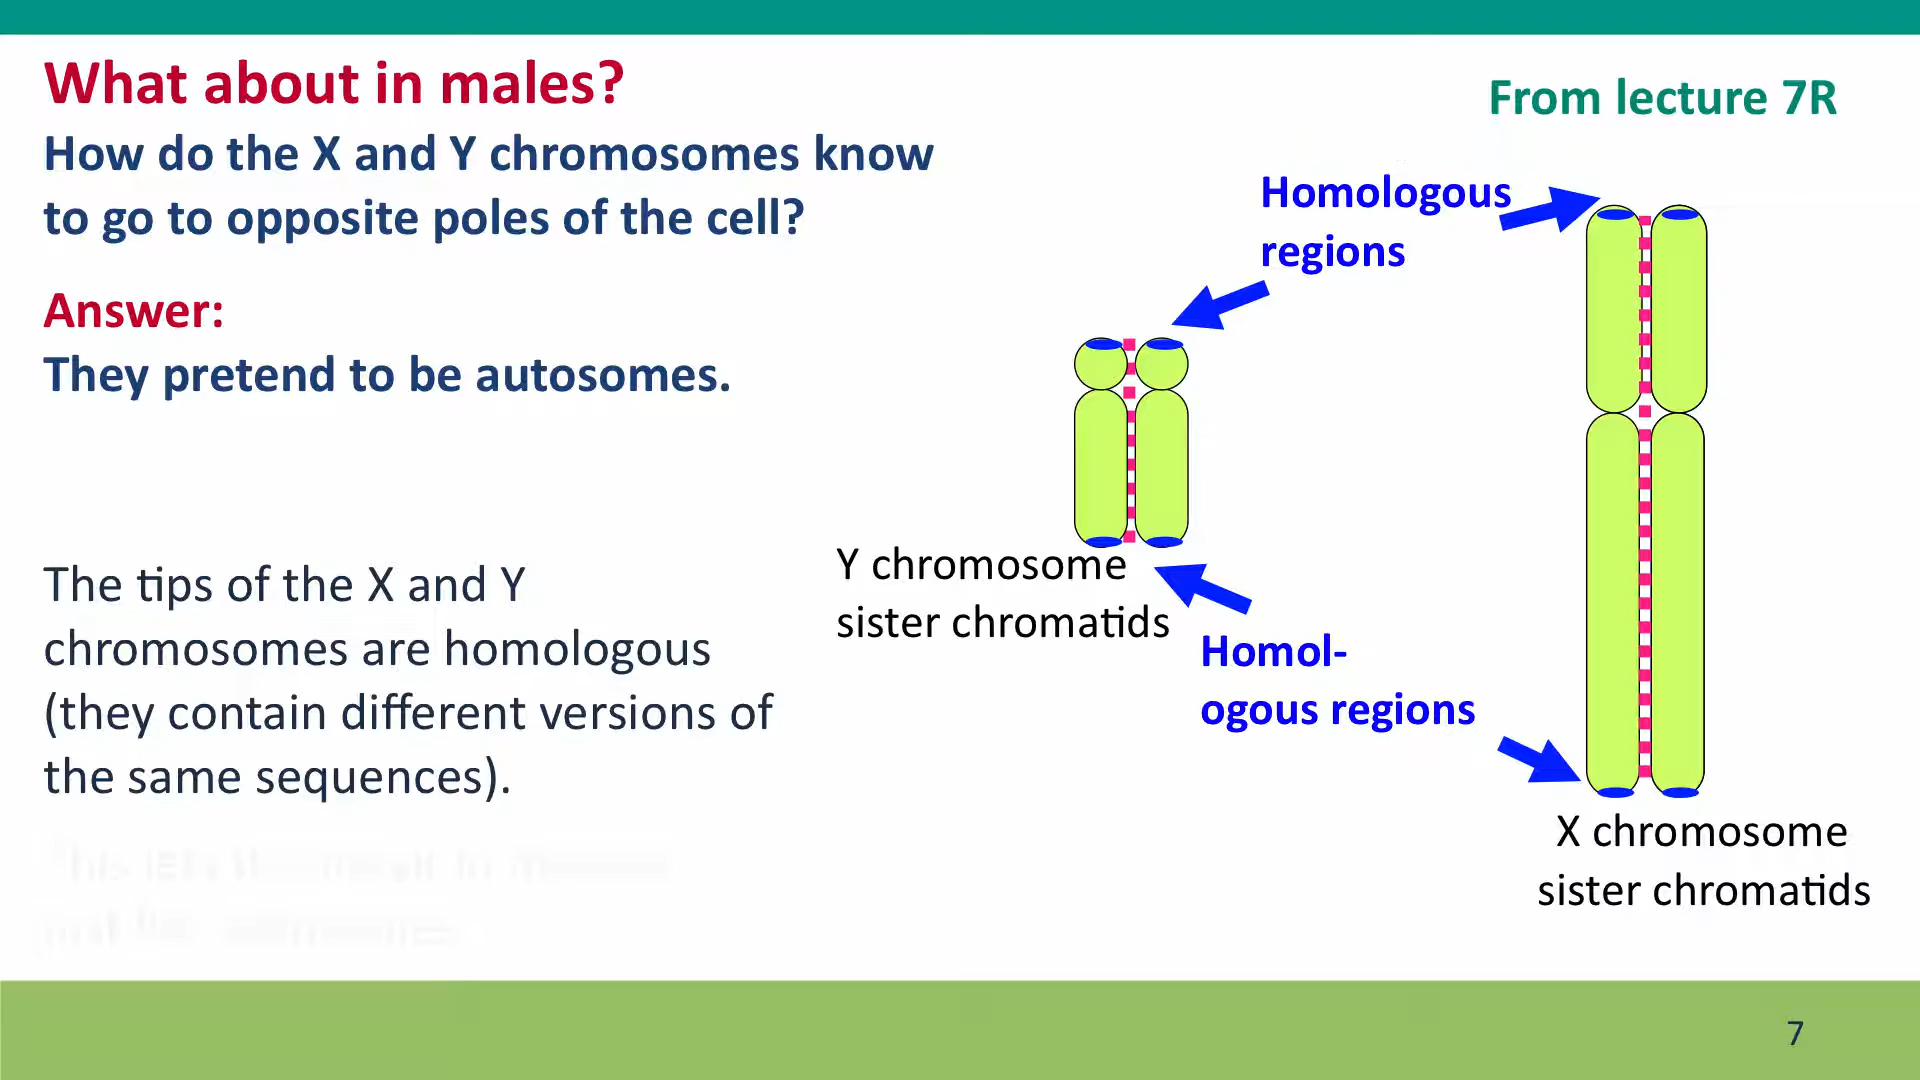 What about in males?
How do the X and Y chromosomes know
to go to opposite poles of the cell?
Answer:
They pretend to be autosomes.
The tips of the X and Y
chromosomes are homologous
(they contain different versions of
the same sequences).
From lecture 7R
Homologous
regions
Y chromosome
sister chromatids
Homol-
ogous regions
X chromosome
sister chromatids
7